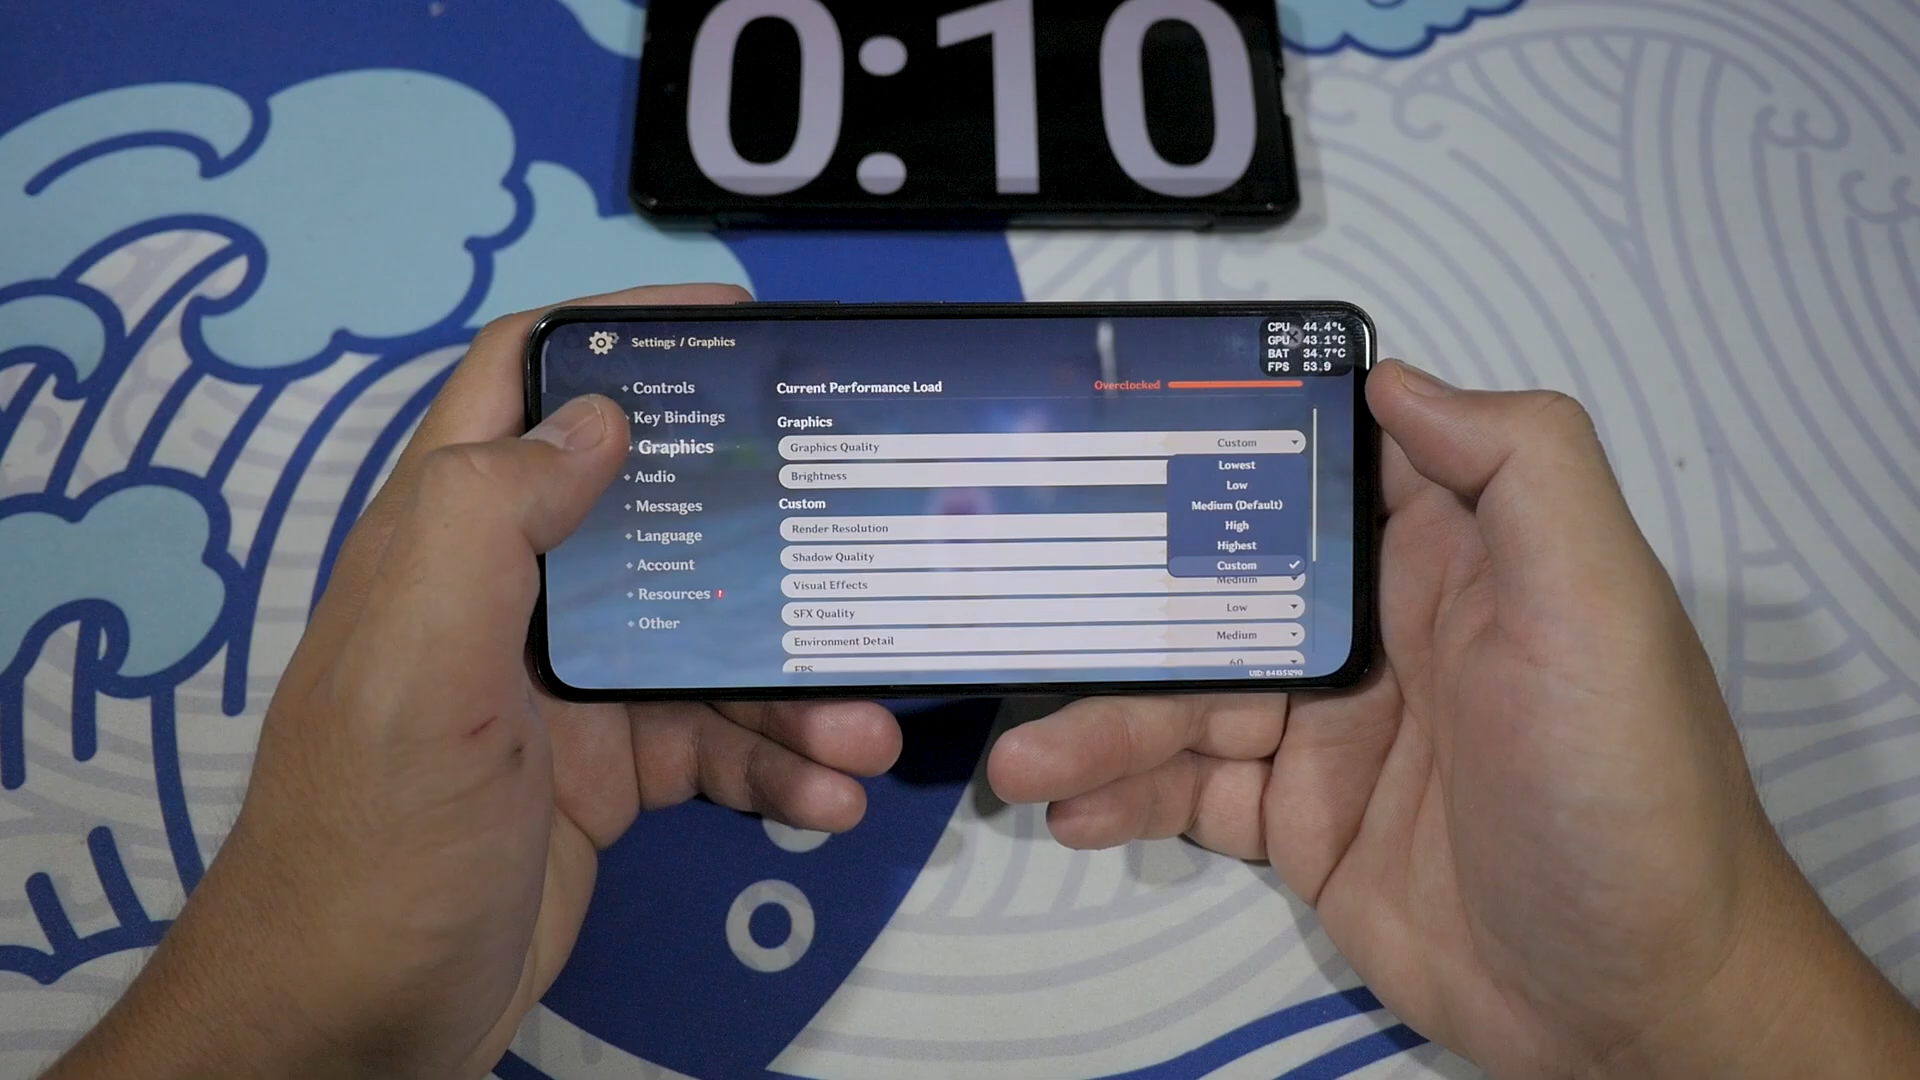 0:10
Settings / Graphics
CPU 44.4°C
GPU 43.1°C
BAT 34.7°C
FPS 53.9
Controls
Key Bindings
Graphics
Audio
Messages
Language
Account
Resources !
Other
Current Performance Load Overclocked
Graphics
Graphics Quality Custom
Brightness
Lowest
Low
Medium (Default)
High
Highest
Custom
Custom
Render Resolution
Shadow Quality
Visual Effects Medium
SFX Quality Low
Environment Detail Medium
FPS 60